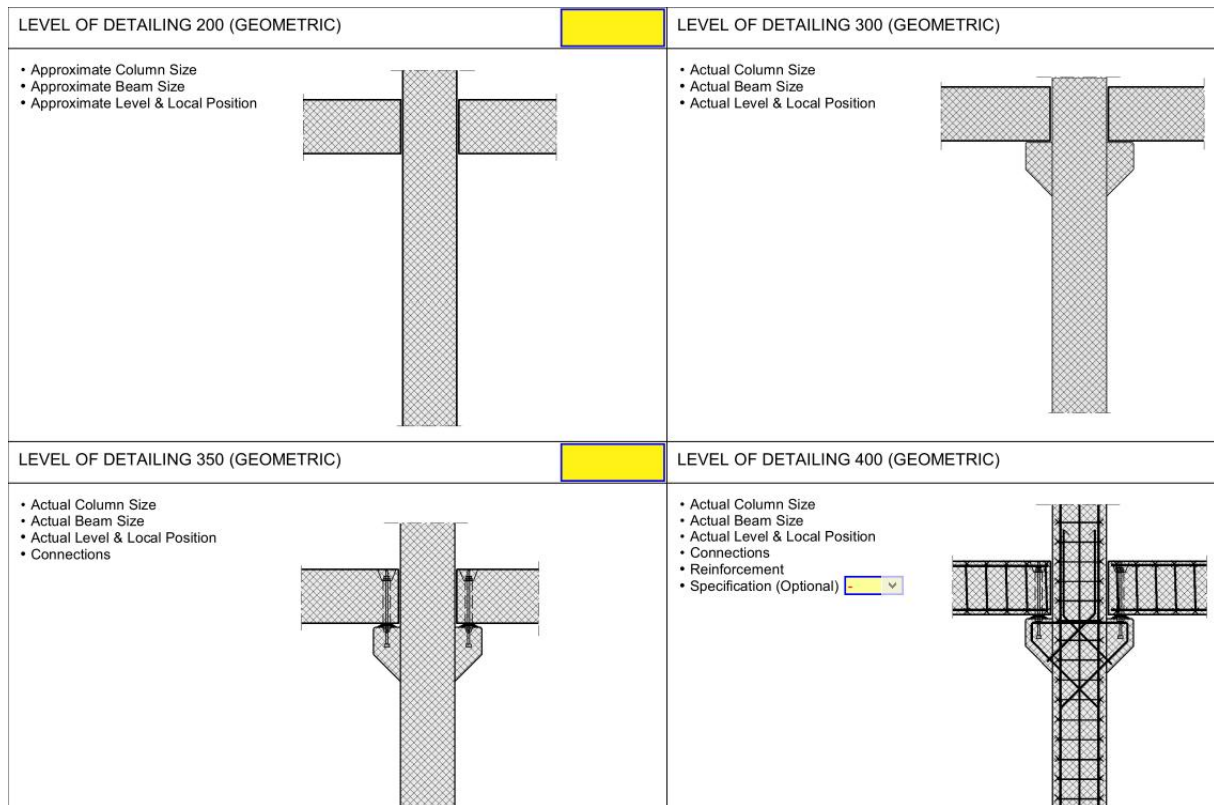 LEVEL OF DETAILING 200 (GEOMETRIC)
• Approximate Column Size
• Approximate Beam Size
• Approximate Level & Local Position
LEVEL OF DETAILING 300 (GEOMETRIC)
• Actual Column Size
• Actual Beam Size
• Actual Level & Local Position
LEVEL OF DETAILING 350 (GEOMETRIC)
• Actual Column Size
• Actual Beam Size
• Actual Level & Local Position
• Connections
LEVEL OF DETAILING 400 (GEOMETRIC)
• Actual Column Size
• Actual Beam Size
• Actual Level & Local Position
• Connections
• Reinforcement
• Specification (Optional) -